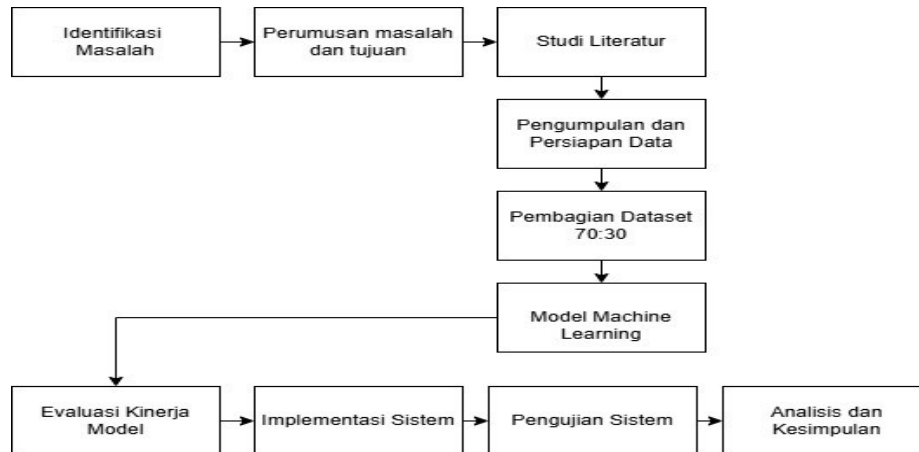 Identifikasi
Masalah
Perumusan masalah
dan tujuan
Studi Literatur
Pengumpulan dan
Persiapan Data
Pembagian Dataset
70:30
Model Machine
Learning
Evaluasi Kinerja
Model
Implementasi Sistem
Pengujian Sistem
Analisis dan
Kesimpulan